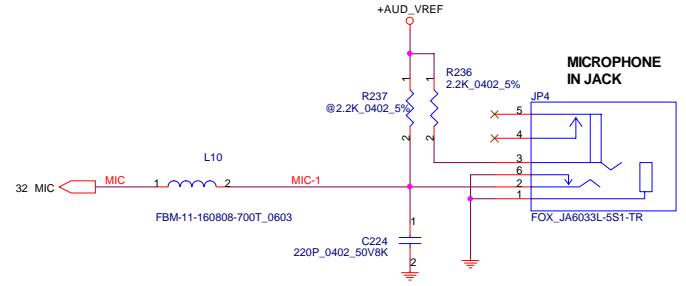 +AUD_VREF
MICROPHONE
IN JACK
R236
2.2K_0402_5%
R237
@2.2K_0402_5%
1
1
2
2
JP4
5
4
3
6
2
1
L10
32 MIC
MIC
1
2
MIC-1
FBM-11-160808-700T_0603
1
C224
220P_0402_50V8K
2
FOX_JA6033L-5S1-TR